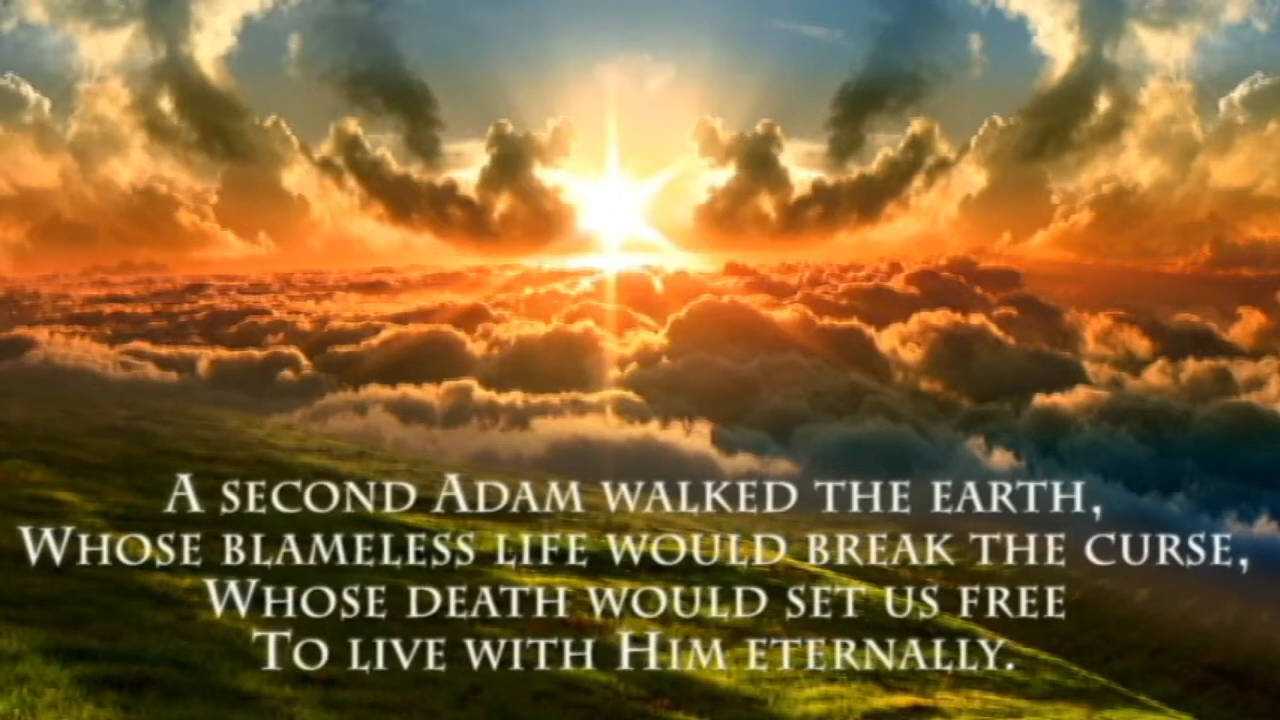 A second Adam walked the earth,
Whose blameless life would break the curse,
Whose death would set us free
To live with Him eternally.